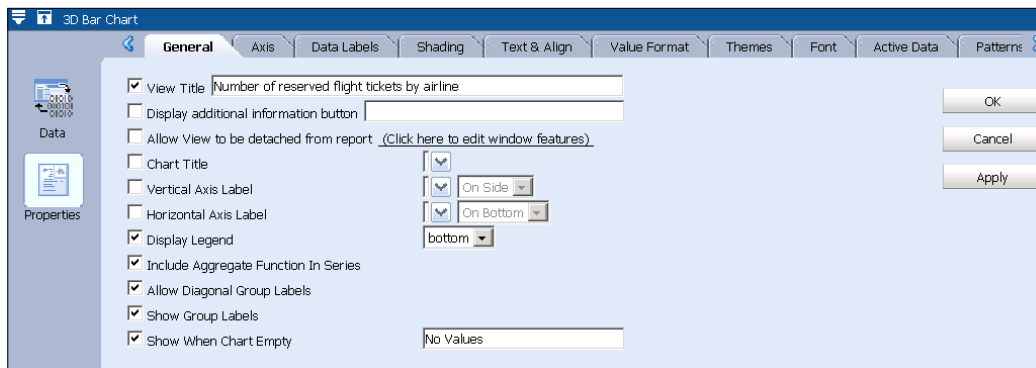 3D Bar Chart
General Axis Data Labels Shading Text & Align Value Format Themes Font Active Data Patterns
Data
Properties
View Title Number of reserved flight tickets by airline
Display additional information button
Allow View to be detached from report (Click here to edit window features)
Chart Title
Vertical Axis Label On Side
Horizontal Axis Label On Bottom
Display Legend bottom
Include Aggregate Function In Series
Allow Diagonal Group Labels
Show Group Labels
Show When Chart Empty No Values
OK
Cancel
Apply